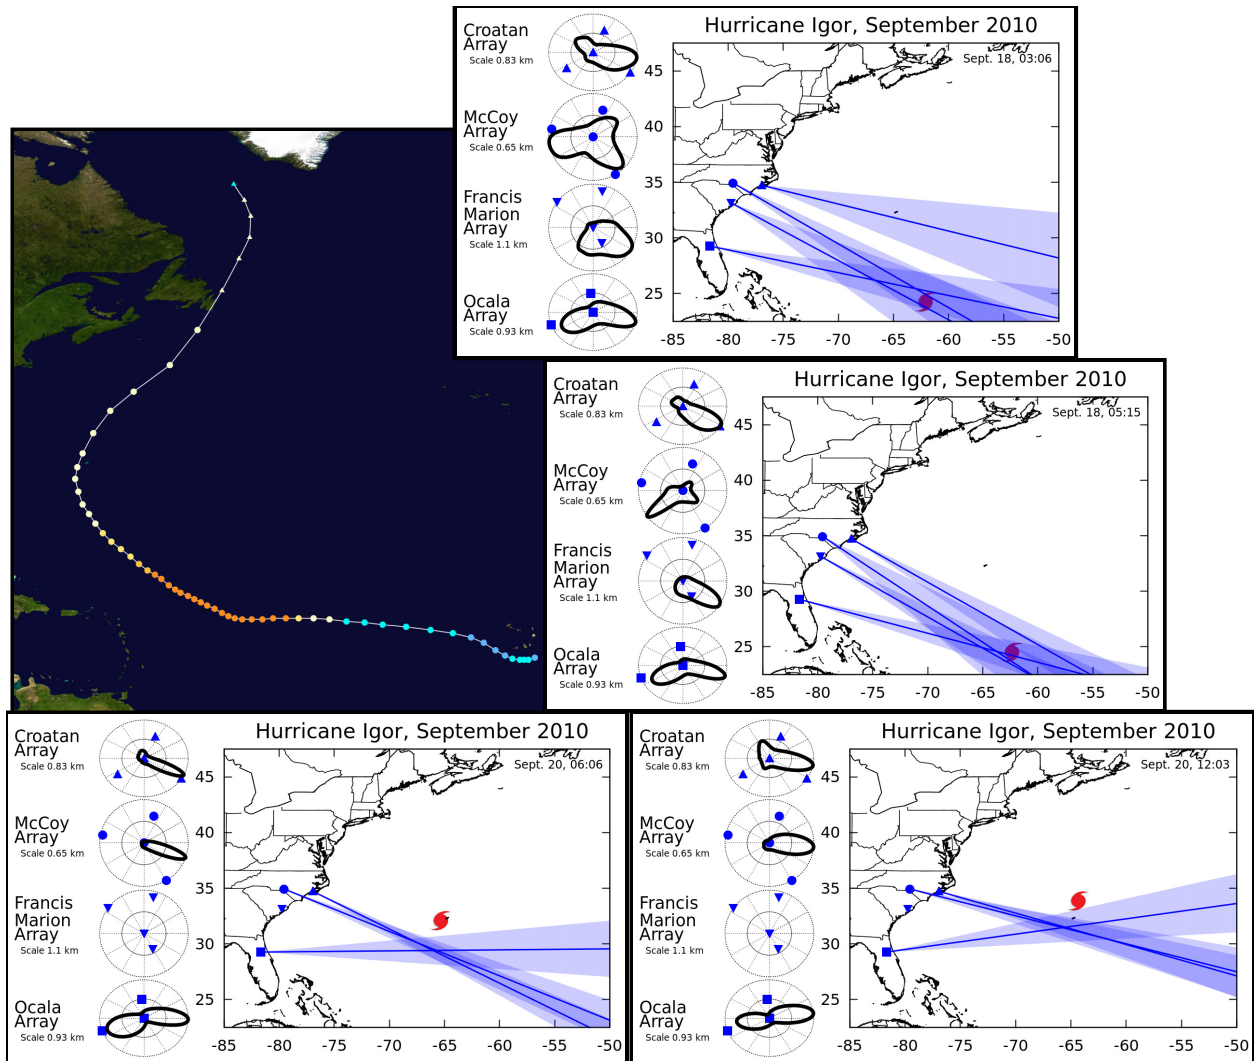 Hurricane Igor, September 2010
Sept. 18, 03:06
Croatan
Array
Scale 0.83 km
McCoy
Array
Scale 0.65 km
Francis
Marion
Array
Scale 1.1 km
Ocala
Array
Scale 0.93 km
45
40
35
30
25
-85 -80 -75 -70 -65 -60 -55 -50
Hurricane Igor, September 2010
Sept. 18, 05:15
Croatan
Array
Scale 0.83 km
McCoy
Array
Scale 0.65 km
Francis
Marion
Array
Scale 1.1 km
Ocala
Array
Scale 0.93 km
45
40
35
30
25
-85 -80 -75 -70 -65 -60 -55 -50
Hurricane Igor, September 2010
Sept. 20, 06:06
Croatan
Array
Scale 0.83 km
McCoy
Array
Scale 0.65 km
Francis
Marion
Array
Scale 1.1 km
Ocala
Array
Scale 0.93 km
45
40
35
30
25
-85 -80 -75 -70 -65 -60 -55 -50
Hurricane Igor, September 2010
Sept. 20, 12:03
Croatan
Array
Scale 0.83 km
McCoy
Array
Scale 0.65 km
Francis
Marion
Array
Scale 1.1 km
Ocala
Array
Scale 0.93 km
45
40
35
30
25
-85 -80 -75 -70 -65 -60 -55 -50